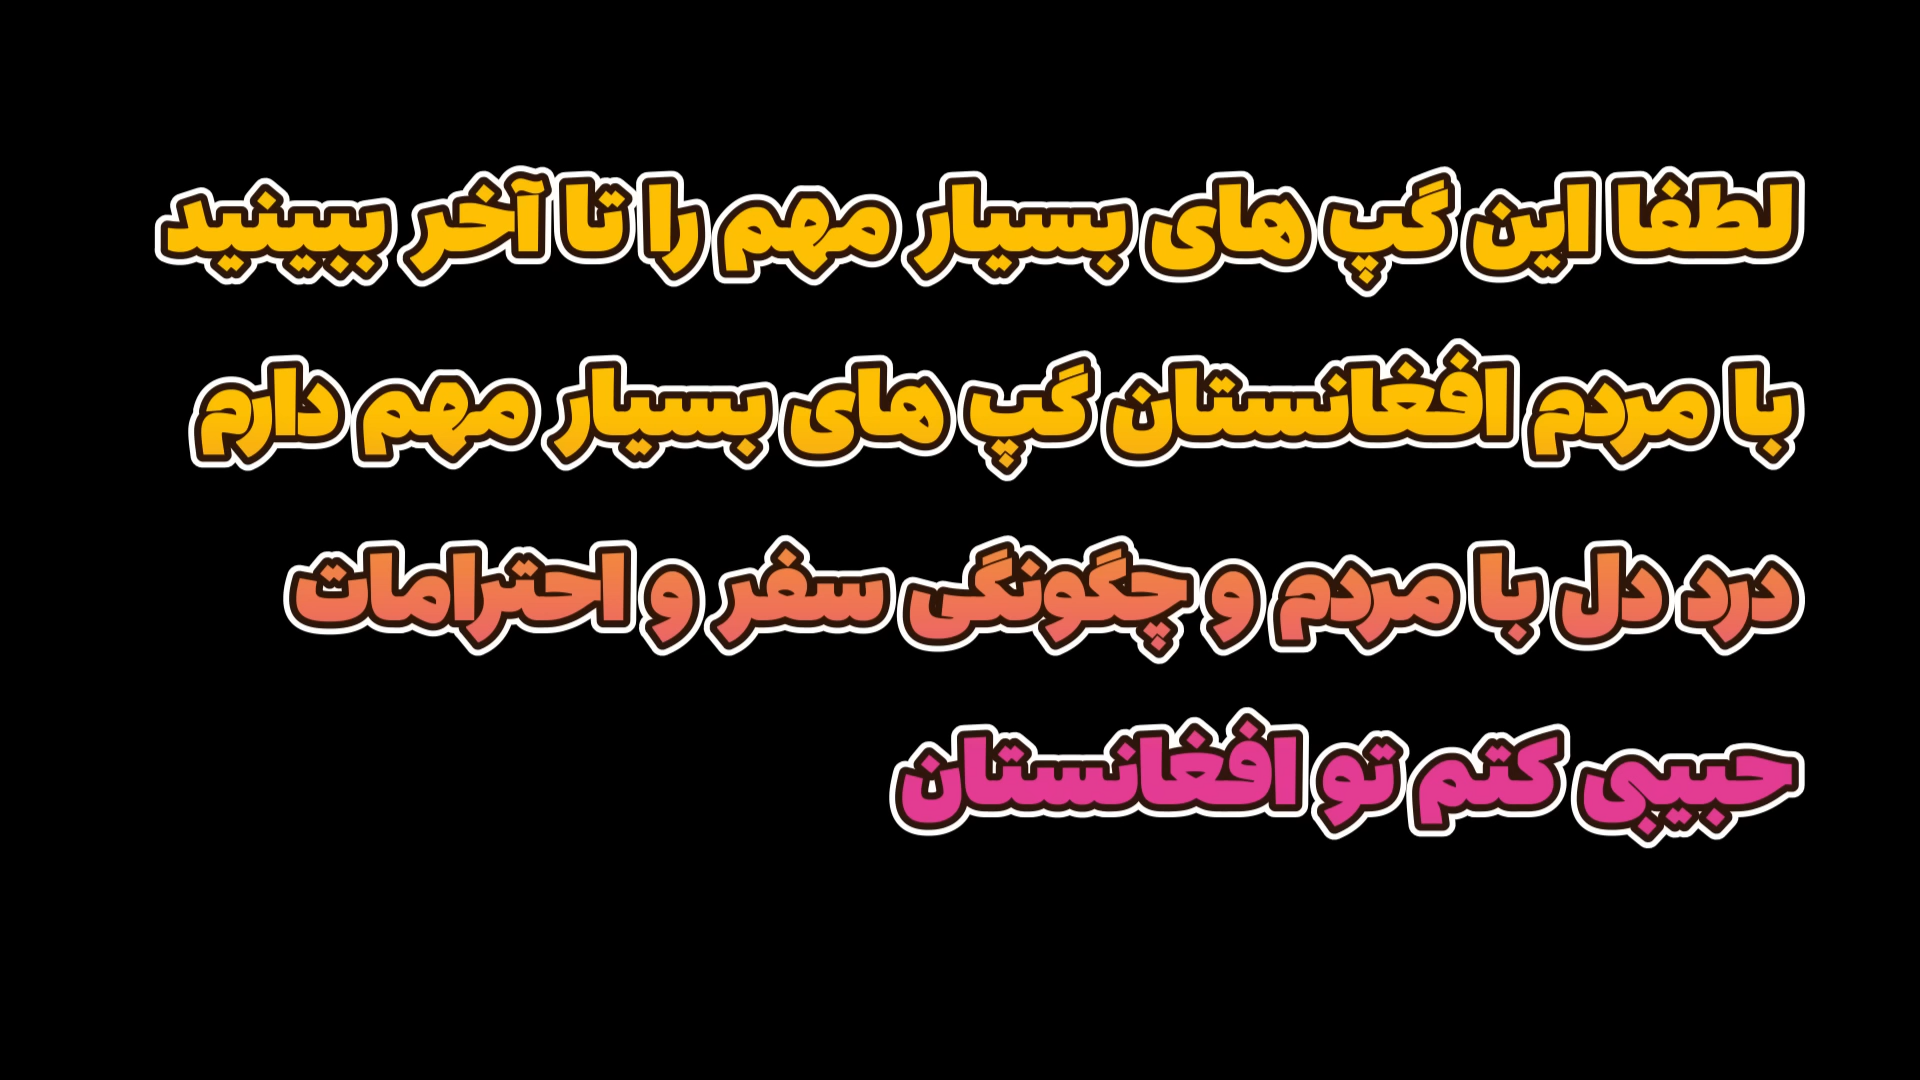 لطفا این گپ های بسیار مهم را تا آخر ببینید
با مردم افغانستان گپ های بسیار مهم دارم
درد دل با مردم و چگونگی سفر و احترامات
حبیبی کتم تو افغانستان